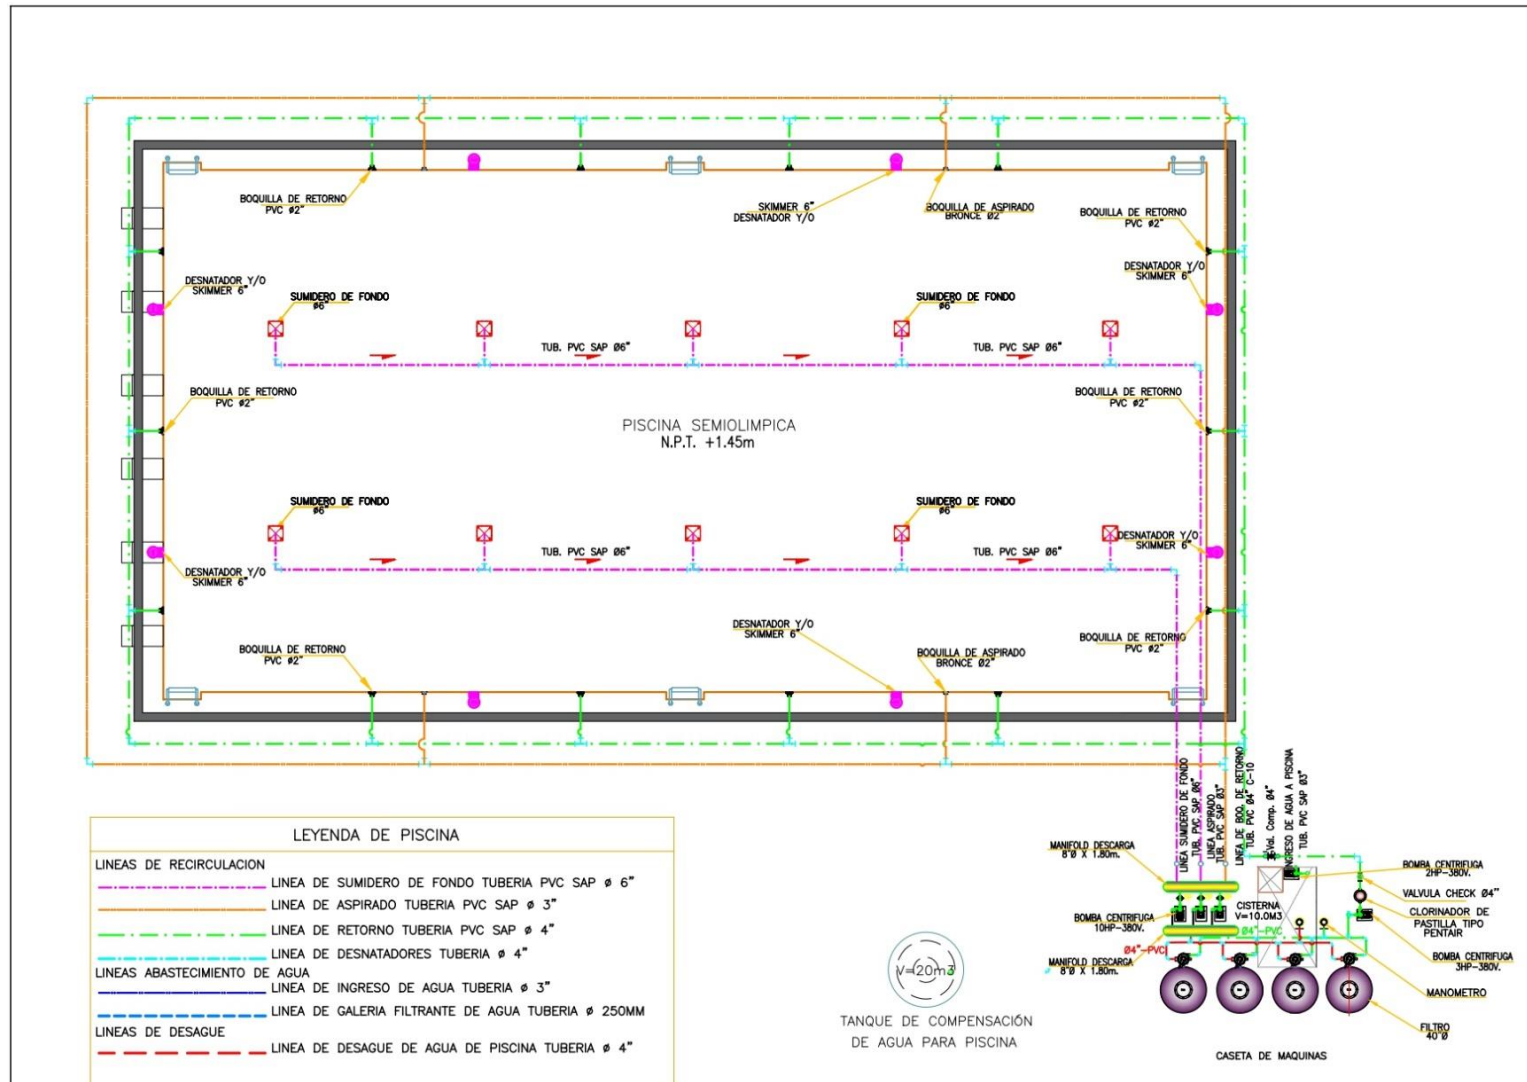 BOQUILLA DE RETORNO
PVC ø2"
SKIMMER 6"
DESNATADOR Y/O
BOQUILLA DE ASPIRADO
BRONCE Ø2"
BOQUILLA DE RETORNO
PVC ø2"
DESNATADOR Y/O
SKIMMER 6"
DESNATADOR Y/O
SKIMMER 6"
SUMIDERO DE FONDO
ø6"
SUMIDERO DE FONDO
ø6"
TUB. PVC SAP Ø6"
TUB. PVC SAP Ø6"
BOQUILLA DE RETORNO
PVC ø2"
BOQUILLA DE RETORNO
PVC ø2"
PISCINA SEMIOLIMPICA
N.P.T. +1.45m
SUMIDERO DE FONDO
ø6"
SUMIDERO DE FONDO
ø6"
TUB. PVC SAP Ø6"
TUB. PVC SAP Ø6"
DESNATADOR Y/O
SKIMMER 6"
DESNATADOR Y/O
SKIMMER 6"
DESNATADOR Y/O
SKIMMER 6"
BOQUILLA DE RETORNO
PVC ø2"
BOQUILLA DE RETORNO
PVC ø2"
BOQUILLA DE ASPIRADO
BRONCE Ø2"
LINEA SUMIDERO DE FONDO
TUB. PVC SAP Ø6"
LINEA ASPIRADO
TUB. PVC SAP Ø3"
LINEA DE BOQ. DE RETORNO
TUB. PVC Ø4" C-10
Val. Comp. Ø4"
INGRESO DE AGUA A PISCINA
TUB. PVC SAP Ø3"
MANIFOLD DESCARGA
8"Ø X 1.80m.
BOMBA CENTRIFUGA
2HP-380V.
VALVULA CHECK Ø4"
CLORINADOR DE
PASTILLA TIPO
PENTAIR
CISTERNA
V=10.0M3
BOMBA CENTRIFUGA
10HP-380V.
Ø4"-PVC
Ø4"-PVC
MANIFOLD DESCARGA
8"Ø X 1.80m.
BOMBA CENTRIFUGA
3HP-380V.
MANOMETRO
FILTRO
40"Ø
CASETA DE MAQUINAS
V=20m3
TANQUE DE COMPENSACIÓN
DE AGUA PARA PISCINA
LEYENDA DE PISCINA
LINEAS DE RECIRCULACION
LINEA DE SUMIDERO DE FONDO TUBERIA PVC SAP ø 6"
LINEA DE ASPIRADO TUBERIA PVC SAP ø 3"
LINEA DE RETORNO TUBERIA PVC SAP ø 4"
LINEA DE DESNATADORES TUBERIA ø 4"
LINEAS ABASTECIMIENTO DE AGUA
LINEA DE INGRESO DE AGUA TUBERIA ø 3"
LINEA DE GALERIA FILTRANTE DE AGUA TUBERIA ø 250MM
LINEAS DE DESAGUE
LINEA DE DESAGUE DE AGUA DE PISCINA TUBERIA ø 4"